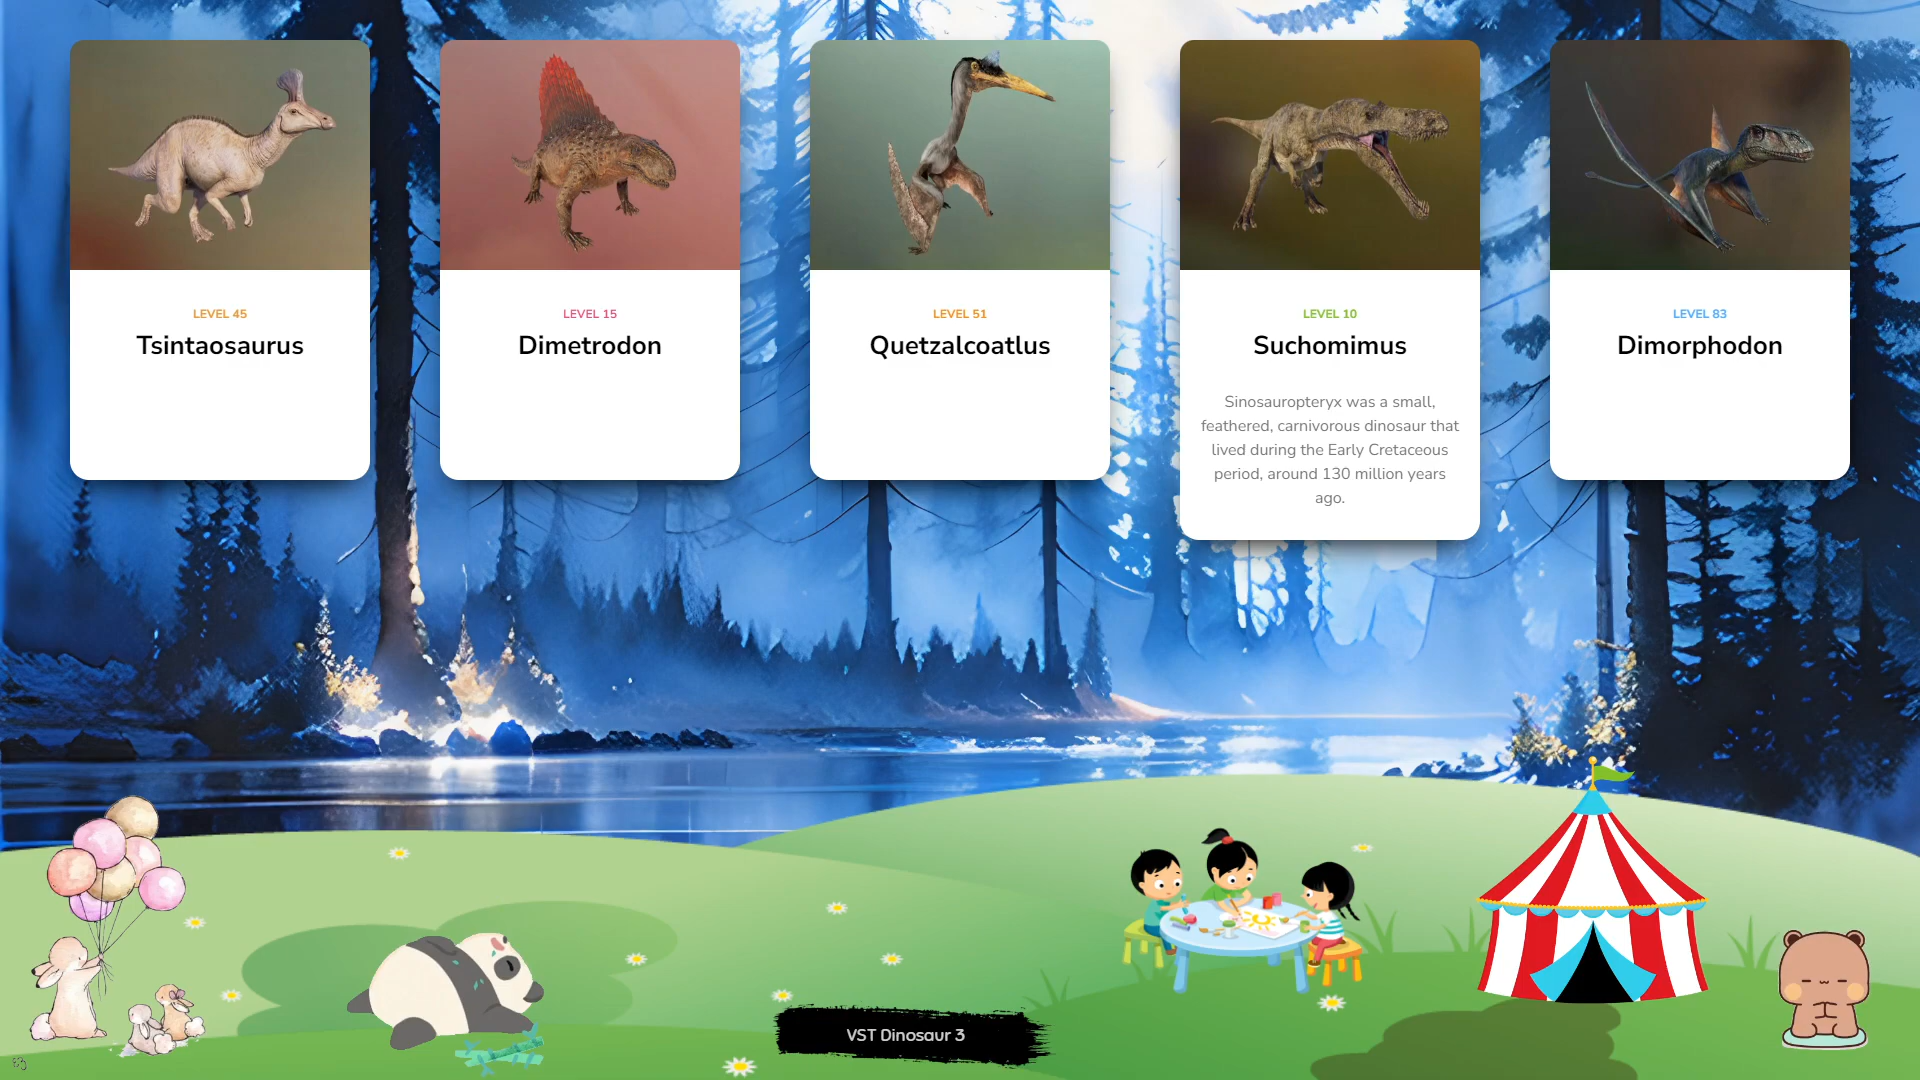 LEVEL 45
Tsintaosaurus
LEVEL 15
Dimetrodon
LEVEL 51
Quetzalcoatlus
LEVEL 10
Suchomimus
Sinosauropteryx was a small,
feathered, carnivorous dinosaur that
lived during the Early Cretaceous
period, around 130 million years
ago.
LEVEL 83
Dimorphodon
VST Dinosaur 3